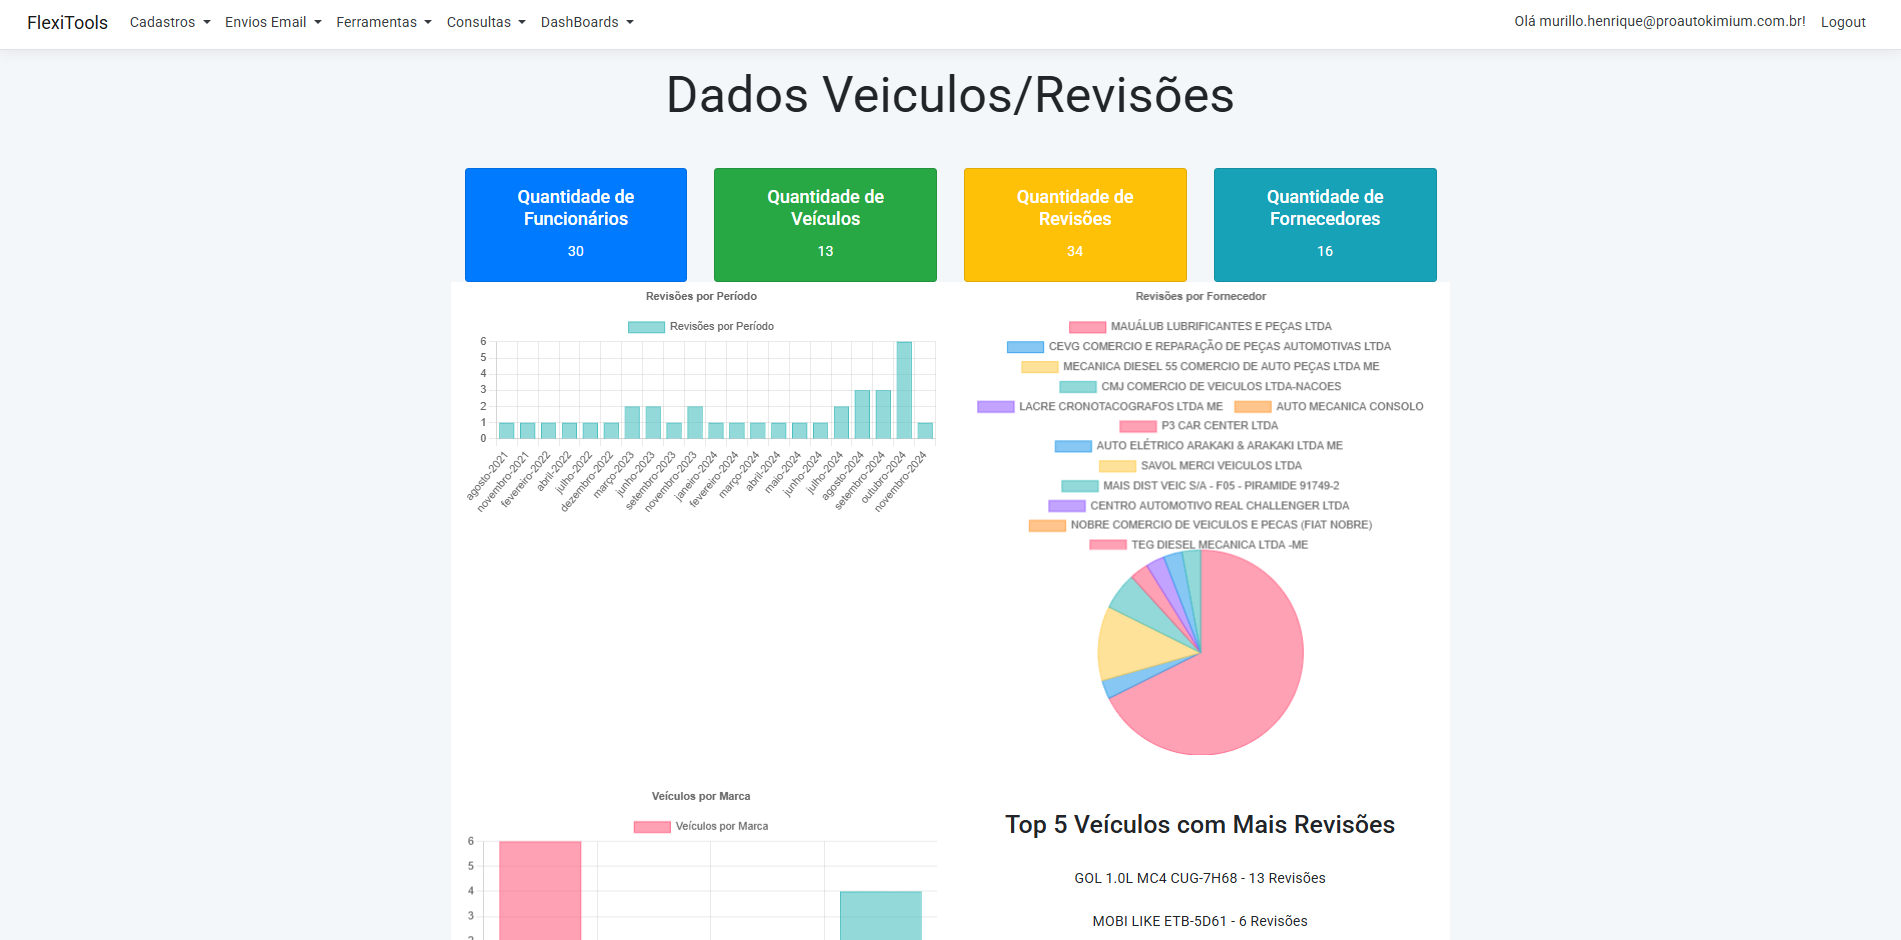 FlexiTools Cadastros Envios Email Ferramentas Consultas DashBoards Olá murillo.henrique@proautokimium.com.br! Logout
Dados Veiculos/Revisões
Quantidade de
Funcionários
30
Quantidade de
Veículos
13
Quantidade de
Revisões
34
Quantidade de
Fornecedores
16
Revisões por Período
Revisões por Período
6
5
4
3
2
1
0
agosto-2021
novembro-2021
fevereiro-2022
abril-2022
julho-2022
dezembro-2022
março-2023
junho-2023
setembro-2023
novembro-2023
janeiro-2024
fevereiro-2024
março-2024
abril-2024
maio-2024
junho-2024
julho-2024
agosto-2024
setembro-2024
outubro-2024
novembro-2024
Revisões por Fornecedor
MAUÁLUB LUBRIFICANTES E PEÇAS LTDA
CEVG COMERCIO E REPARAÇÃO DE PEÇAS AUTOMOTIVAS LTDA
MECANICA DIESEL 55 COMERCIO DE AUTO PEÇAS LTDA ME
CMJ COMERCIO DE VEICULOS LTDA-NACOES
LACRE CRONOTACOGRAFOS LTDA ME AUTO MECANICA CONSOLO
P3 CAR CENTER LTDA
AUTO ELÉTRICO ARAKAKI & ARAKAKI LTDA ME
SAVOL MERCI VEICULOS LTDA
MAIS DIST VEIC S/A - F05 - PIRAMIDE 91749-2
CENTRO AUTOMOTIVO REAL CHALLENGER LTDA
NOBRE COMERCIO DE VEICULOS E PECAS (FIAT NOBRE)
TEG DIESEL MECANICA LTDA -ME
Veículos por Marca
Veículos por Marca
6
5
4
3
Top 5 Veículos com Mais Revisões
GOL 1.0L MC4 CUG-7H68 - 13 Revisões
MOBI LIKE ETB-5D61 - 6 Revisões